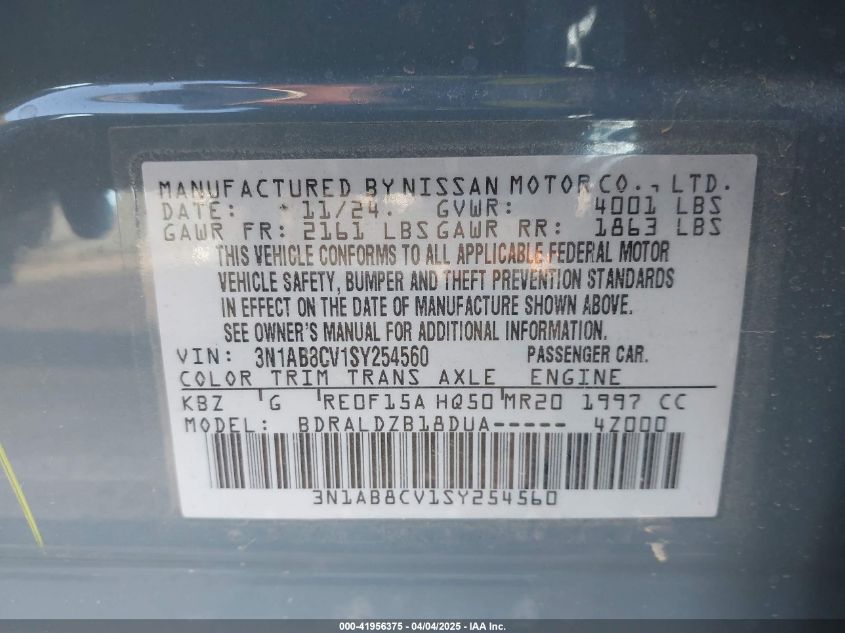 MANUFACTURED BY NISSAN MOTOR CO., LTD.
DATE: 11/24 GVWR: 4001 LBS
GAWR FR: 2161 LBS GAWR RR: 1863 LBS
THIS VEHICLE CONFORMS TO ALL APPLICABLE FEDERAL MOTOR
VEHICLE SAFETY, BUMPER AND THEFT PREVENTION STANDARDS
IN EFFECT ON THE DATE OF MANUFACTURE SHOWN ABOVE.
SEE OWNER'S MANUAL FOR ADDITIONAL INFORMATION.
VIN: 3N1AB8CV1SY254560 PASSENGER CAR.
COLOR TRIM TRANS AXLE ENGINE
KBZ G RE0F15A HQ50 MR20 1997 CC
MODEL: BDRALDZB18DUA----- 4Z000
3N1AB8CV1SY254560
000-41956375 - 04/04/2025 - IAA Inc.